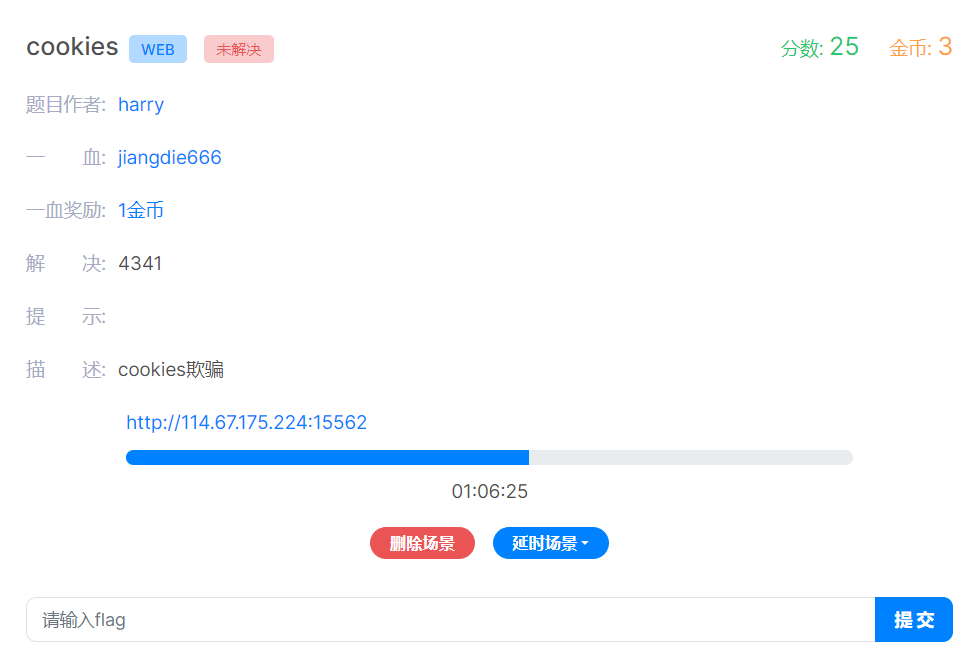 cookies WEB 未解决 分数: 25 金币: 3
题目作者: harry
一 血: jiangdie666
一血奖励: 1金币
解 决: 4341
提 示:
描 述: cookies欺骗
http://114.67.175.224:15562
01:06:25
删除场景 延时场景
请输入flag 提交